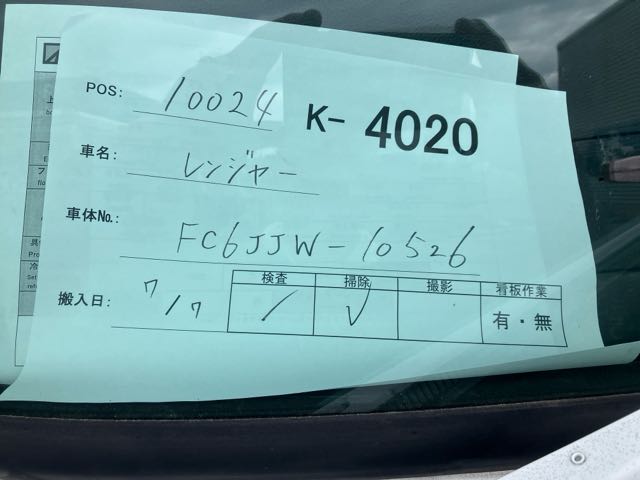 POS: 10024 K- 4020
車名: レンジャー
車体No.: FC6JJW-10526
搬入日: 7/7
検査 掃除 撮影 看板作業
/ ✓ 有・無